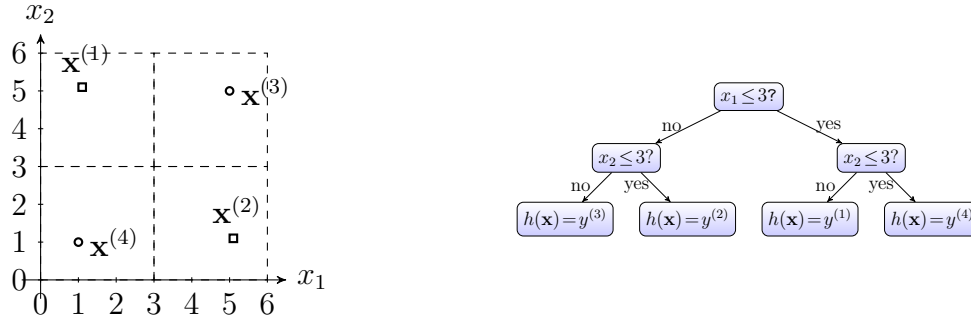 x₂
6
x⁽¹⁾
5
x⁽³⁾
4
3
2
x⁽²⁾
1
x⁽⁴⁾
0
x₁
0 1 2 3 4 5 6
x₁ ≤ 3?
no yes
x₂ ≤ 3? x₂ ≤ 3?
no yes no yes
h(x) = y⁽³⁾ h(x) = y⁽²⁾ h(x) = y⁽¹⁾ h(x) = y⁽⁴⁾